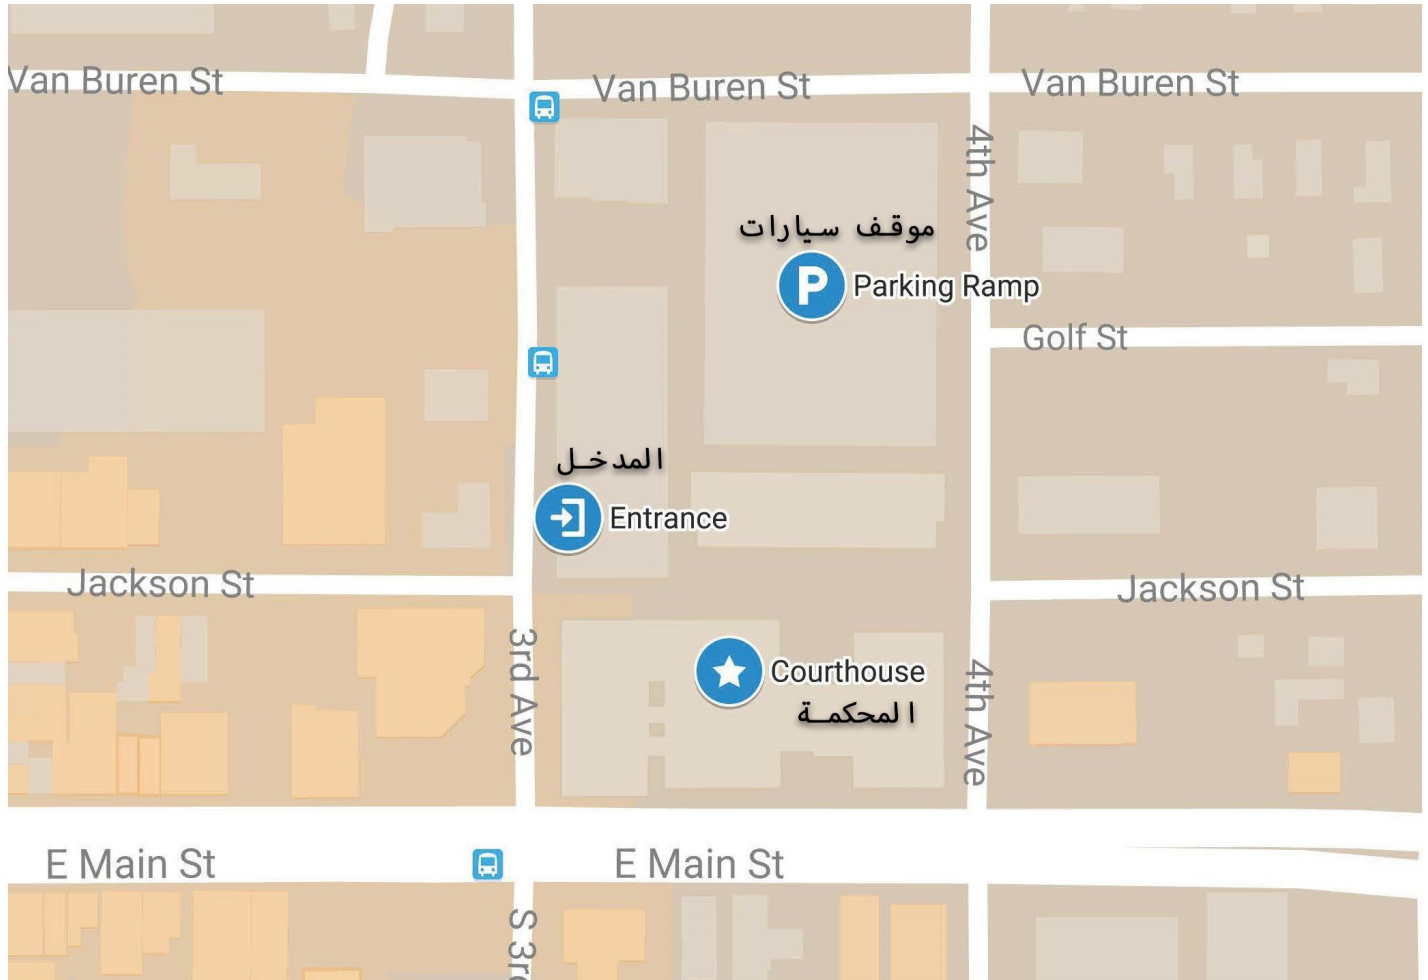 Van Buren St
Van Buren St
Van Buren St
4th Ave
موقف سيارات
P
Parking Ramp
Golf St
المدخل
Entrance
Jackson St
Jackson St
3rd Ave
Courthouse
المحكمة
4th Ave
E Main St
E Main St
S 3r